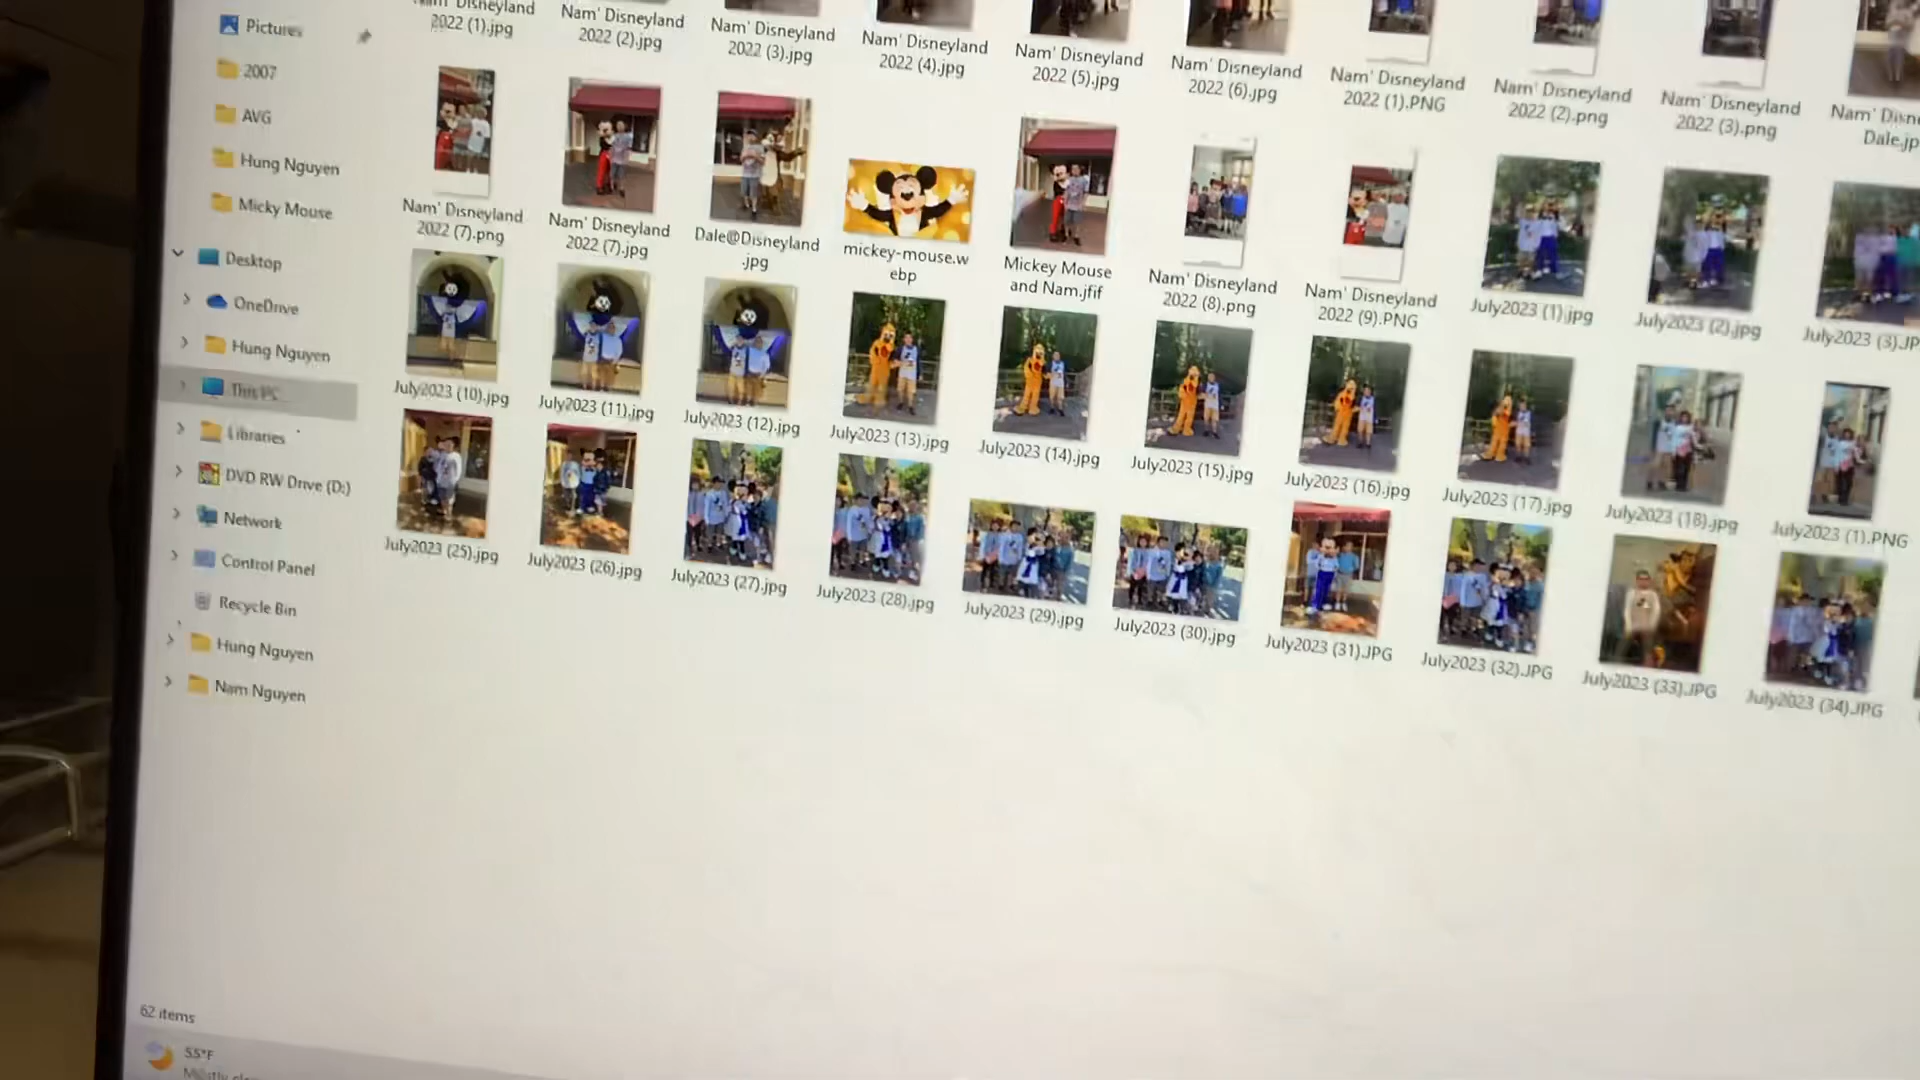 Pictures
2007
AVG
Hung Nguyen
Micky Mouse
Desktop
OneDrive
Hung Nguyen
This PC
Libraries
DVD RW Drive (D:)
Network
Control Panel
Recycle Bin
Hung Nguyen
Nam Nguyen
Nam' Disneyland
2022 (1).jpg
Nam' Disneyland
2022 (2).jpg
Nam' Disneyland
2022 (3).jpg
Nam' Disneyland
2022 (4).jpg
Nam' Disneyland
2022 (5).jpg
Nam' Disneyland
2022 (6).jpg
Nam' Disneyland
2022 (1).PNG
Nam' Disneyland
2022 (2).png
Nam' Disneyland
2022 (3).png
Nam'
Dale.jp
Nam' Disneyland
2022 (7).png
Nam' Disneyland
2022 (7).jpg
Dale@Disneyland
.jpg
mickey-mouse.w
ebp
Mickey Mouse
and Nam.jfif
Nam' Disneyland
2022 (8).png
Nam' Disneyland
2022 (9).PNG
July2023 (1).jpg
July2023 (2).jpg
July2023 (3).JP
July2023 (10).jpg
July2023 (11).jpg
July2023 (12).jpg
July2023 (13).jpg
July2023 (14).jpg
July2023 (15).jpg
July2023 (16).jpg
July2023 (17).jpg
July2023 (18).jpg
July2023 (1).PNG
July2023 (25).jpg
July2023 (26).jpg
July2023 (27).jpg
July2023 (28).jpg
July2023 (29).jpg
July2023 (30).jpg
July2023 (31).JPG
July2023 (32).JPG
July2023 (33).JPG
July2023 (34).JPG
62 items
55°F
Mostly